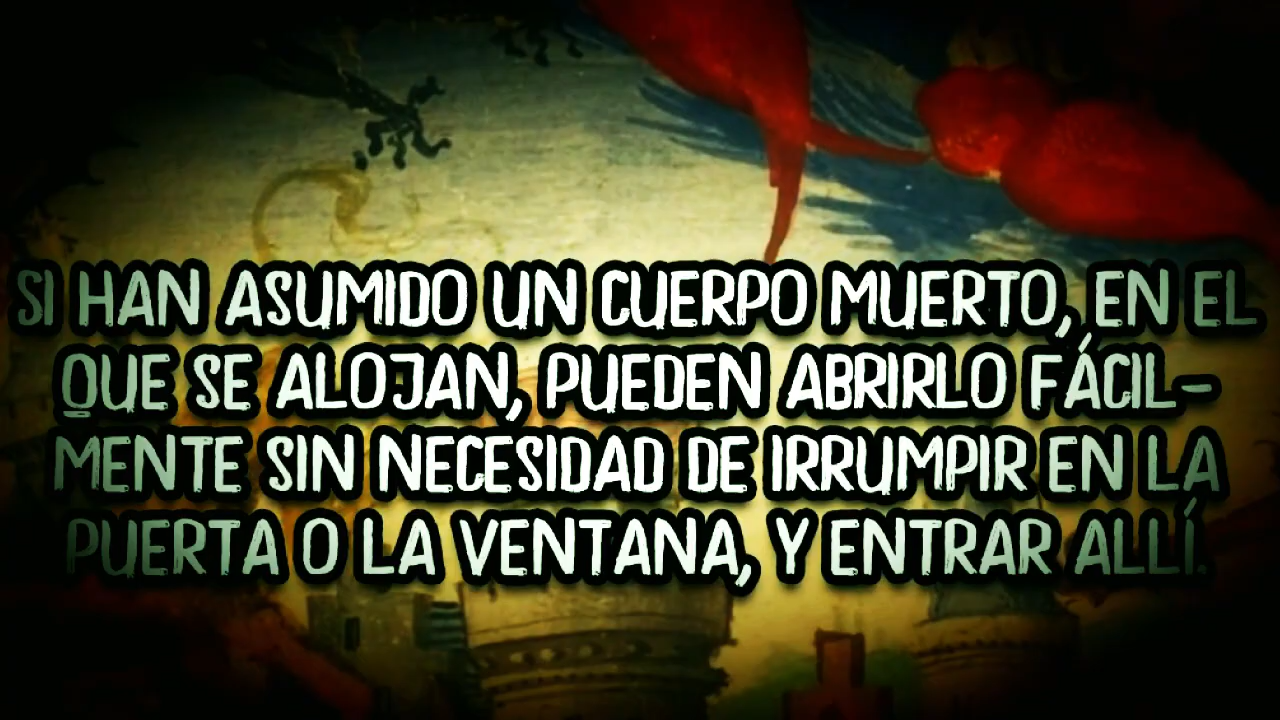 SI HAN ASUMIDO UN CUERPO MUERTO, EN EL
QUE SE ALOJAN, PUEDEN ABRIRLO FÁCIL-
MENTE SIN NECESIDAD DE IRRUMPIR EN LA
PUERTA O LA VENTANA, Y ENTRAR ALLÍ.